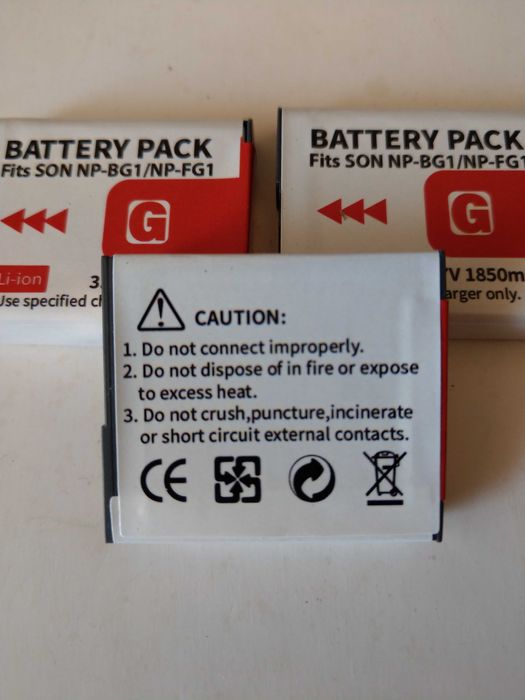 BATTERY PACK
Fits SON NP-BG1/NP-FG1
G
Li-ion 3.
Use specified ch
BATTERY PACK
Fits SON NP-BG1/NP-FG1
G
V 1850m
arger only.
CAUTION:
1. Do not connect improperly.
2. Do not dispose of in fire or expose
to excess heat.
3. Do not crush,puncture,incinerate
or short circuit external contacts.
CE